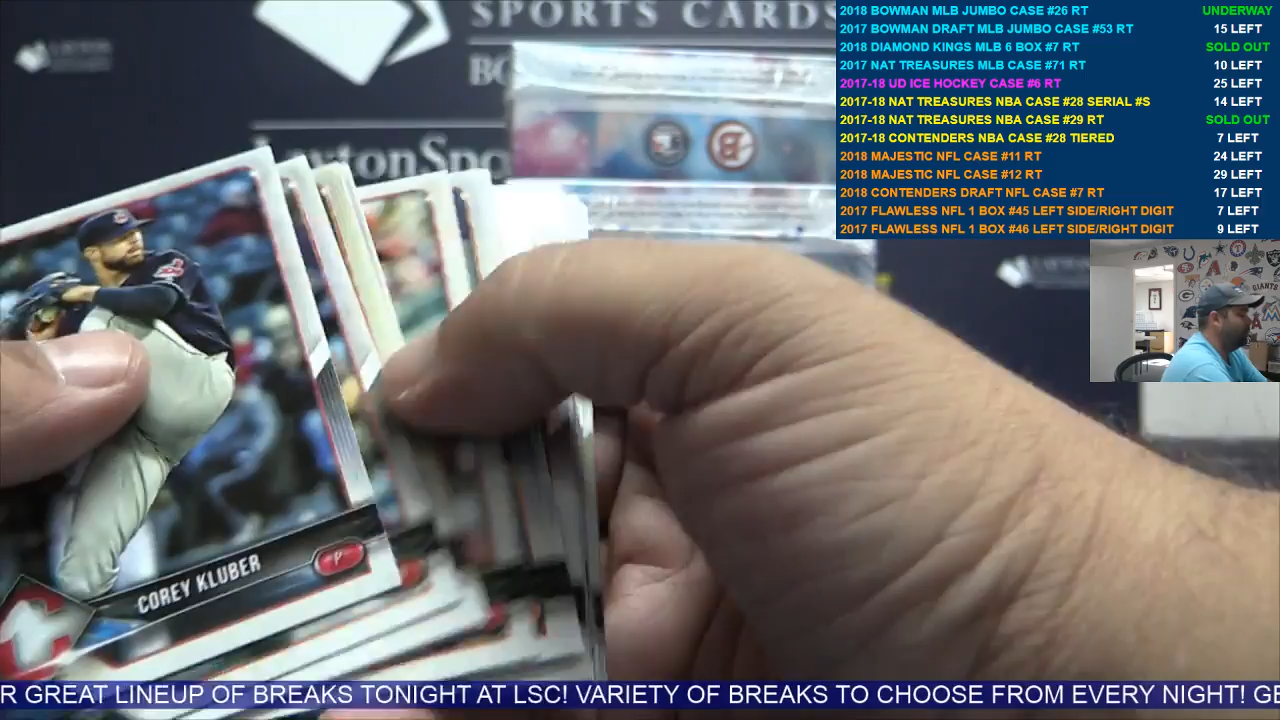 SPORTS CARDS
BO
LaytonSpo
2018 BOWMAN MLB JUMBO CASE #26 RT UNDERWAY
2017 BOWMAN DRAFT MLB JUMBO CASE #53 RT 15 LEFT
2018 DIAMOND KINGS MLB 6 BOX #7 RT SOLD OUT
2017 NAT TREASURES MLB CASE #71 RT 10 LEFT
2017-18 UD ICE HOCKEY CASE #6 RT 25 LEFT
2017-18 NAT TREASURES NBA CASE #28 SERIAL #S 14 LEFT
2017-18 NAT TREASURES NBA CASE #29 RT SOLD OUT
2017-18 CONTENDERS NBA CASE #28 TIERED 7 LEFT
2018 MAJESTIC NFL CASE #11 RT 24 LEFT
2018 MAJESTIC NFL CASE #12 RT 29 LEFT
2018 CONTENDERS DRAFT NFL CASE #7 RT 17 LEFT
2017 FLAWLESS NFL 1 BOX #45 LEFT SIDE/RIGHT DIGIT 7 LEFT
2017 FLAWLESS NFL 1 BOX #46 LEFT SIDE/RIGHT DIGIT 9 LEFT
B
GIANTS
COREY KLUBER P
C
R GREAT LINEUP OF BREAKS TONIGHT AT LSC! VARIETY OF BREAKS TO CHOOSE FROM EVERY NIGHT! GE